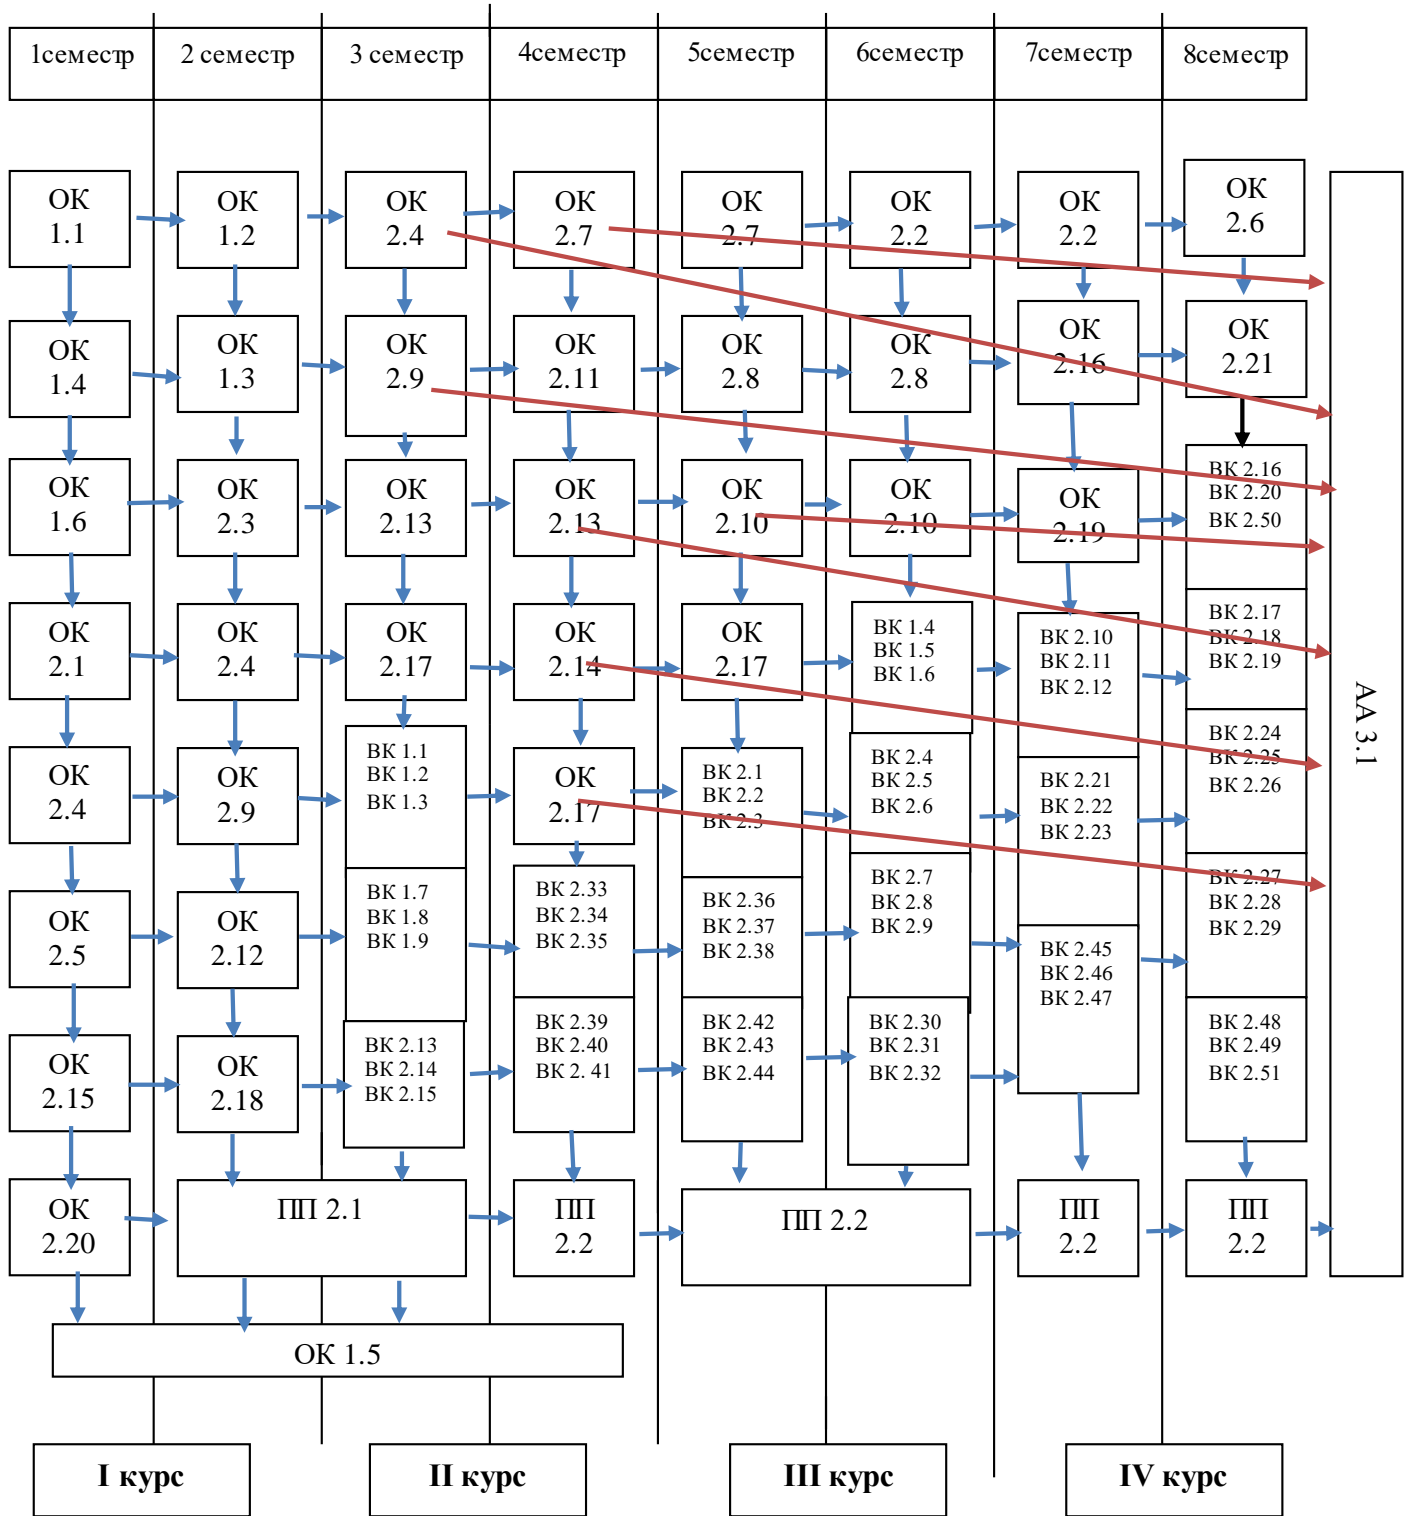 1семестр
2 семестр
3 семестр
4семестр
5семестр
6семестр
7семестр
8семестр
ОК
1.1
ОК
1.2
ОК
2.4
ОК
2.7
ОК
2.7
ОК
2.2
ОК
2.2
ОК
2.6
ОК
1.4
ОК
1.3
ОК
2.9
ОК
2.11
ОК
2.8
ОК
2.8
ОК
2.16
ОК
2.21
ОК
1.6
ОК
2.3
ОК
2.13
ОК
2.13
ОК
2.10
ОК
2.10
ОК
2.19
ВК 2.16
ВК 2.20
ВК 2.50
ОК
2.1
ОК
2.4
ОК
2.17
ОК
2.14
ОК
2.17
ВК 1.4
ВК 1.5
ВК 1.6
ВК 2.10
ВК 2.11
ВК 2.12
ВК 2.17
ВК 2.18
ВК 2.19
ОК
2.4
ОК
2.9
ВК 1.1
ВК 1.2
ВК 1.3
ОК
2.17
ВК 2.1
ВК 2.2
ВК 2.3
ВК 2.4
ВК 2.5
ВК 2.6
ВК 2.21
ВК 2.22
ВК 2.23
ВК 2.24
ВК 2.25
ВК 2.26
ОК
2.5
ОК
2.12
ВК 1.7
ВК 1.8
ВК 1.9
ВК 2.33
ВК 2.34
ВК 2.35
ВК 2.36
ВК 2.37
ВК 2.38
ВК 2.7
ВК 2.8
ВК 2.9
ВК 2.45
ВК 2.46
ВК 2.47
ВК 2.27
ВК 2.28
ВК 2.29
ОК
2.15
ОК
2.18
ВК 2.13
ВК 2.14
ВК 2.15
ВК 2.39
ВК 2.40
ВК 2. 41
ВК 2.42
ВК 2.43
ВК 2.44
ВК 2.30
ВК 2.31
ВК 2.32
ВК 2.48
ВК 2.49
ВК 2.51
ОК
2.20
ПП 2.1
ПП
2.2
ПП 2.2
ПП
2.2
ПП
2.2
АА 3.1
ОК 1.5
I курс
II курс
III курс
IV курс